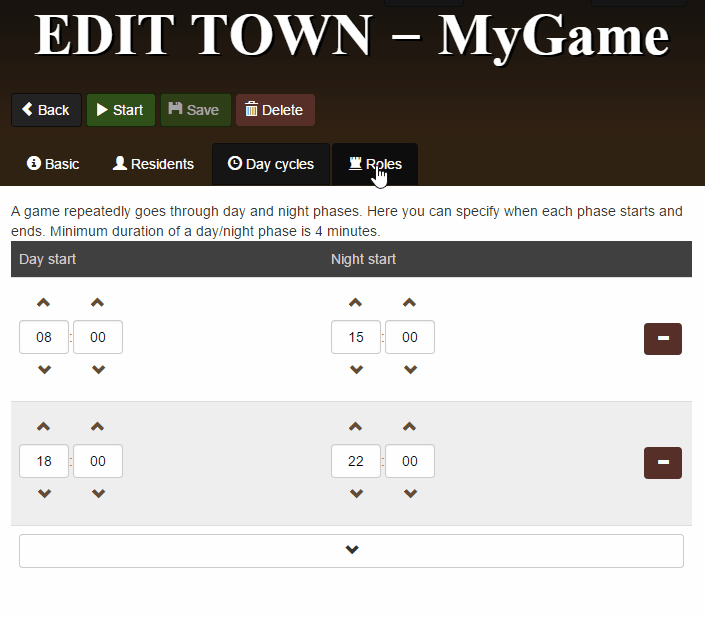 EDIT TOWN – MyGame
Back Start Save Delete
Basic Residents Day cycles Roles
A game repeatedly goes through day and night phases. Here you can specify when each phase starts and
ends. Minimum duration of a day/night phase is 4 minutes.
Day start Night start
08 : 00 15 : 00
18 : 00 22 : 00